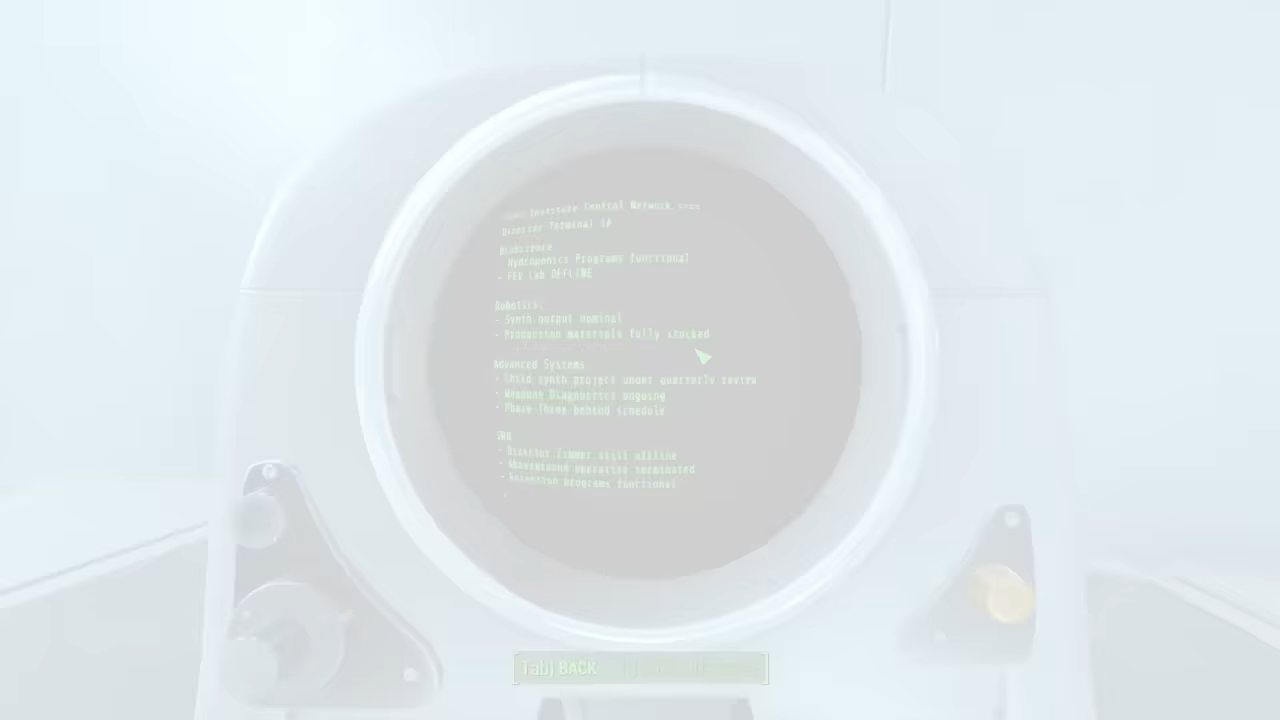 Institute Central Network ====
Director Terminal 1A
Bioscience
Hydroponics Programs functional
- FEV Lab OFFLINE
Robotics
- Synth output nominal
- Production materials fully stocked
Advanced Systems
- Child synth project under quarterly review
- Weapons Diagnostics ongoing
- Phase Three behind schedule
SRB
- Director Zimmer still offline
- Aboveground operative terminated
- Retention programs functional
Tab) BACK